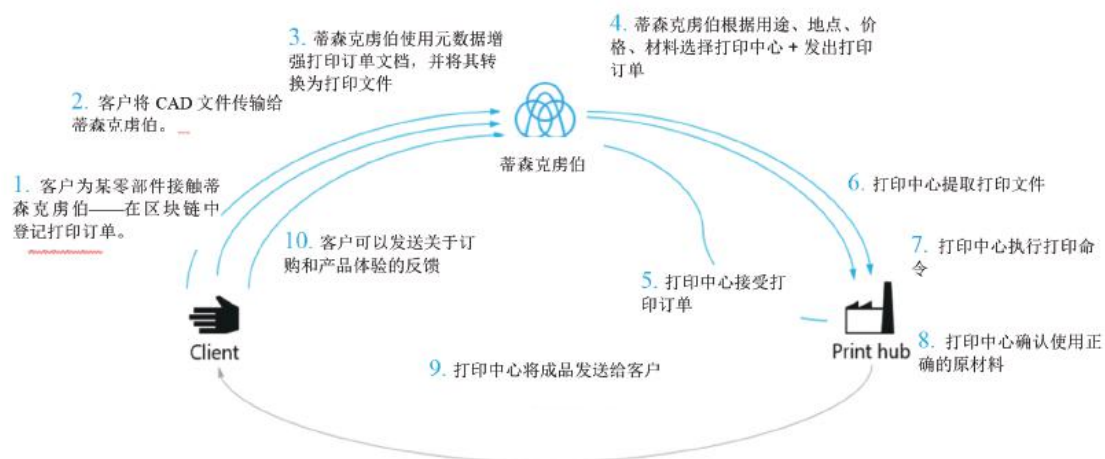 1. 客户为某零部件接触蒂
森克虏伯——在区块链中
登记打印订单。
2. 客户将 CAD 文件传输给
蒂森克虏伯。
3. 蒂森克虏伯使用元数据增
强打印订单文档，并将其转
换为打印文件
4. 蒂森克虏伯根据用途、地点、价
格、材料选择打印中心 + 发出打印
订单
蒂森克虏伯
5. 打印中心接受打
印订单
6. 打印中心提取打印文件
7. 打印中心执行打印命
令
8. 打印中心确认使用正
确的原材料
9. 打印中心将成品发送给客户
10. 客户可以发送关于订
购和产品体验的反馈
Client
Print hub